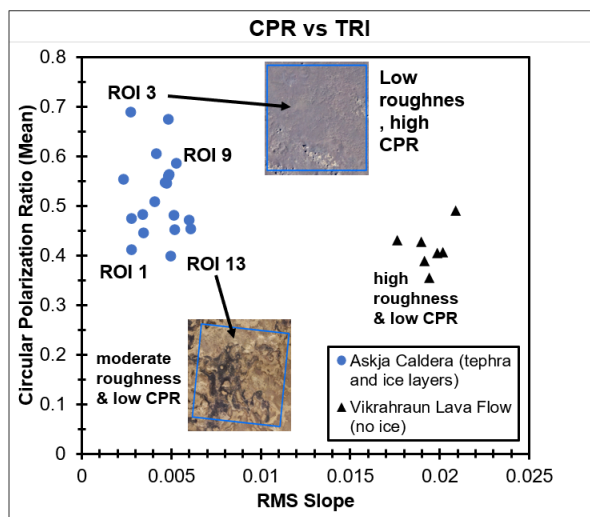 CPR vs TRI
Circular Polarization Ratio (Mean)
0.8
0.7
0.6
0.5
0.4
0.3
0.2
0.1
0
ROI 3
Low
roughnes
, high
CPR
ROI 9
ROI 1
ROI 13
high
roughness
& low CPR
moderate
roughness
& low CPR
Askja Caldera (tephra
and ice layers)
Vikrahraun Lava Flow
(no ice)
0 0.005 0.01 0.015 0.02 0.025
RMS Slope